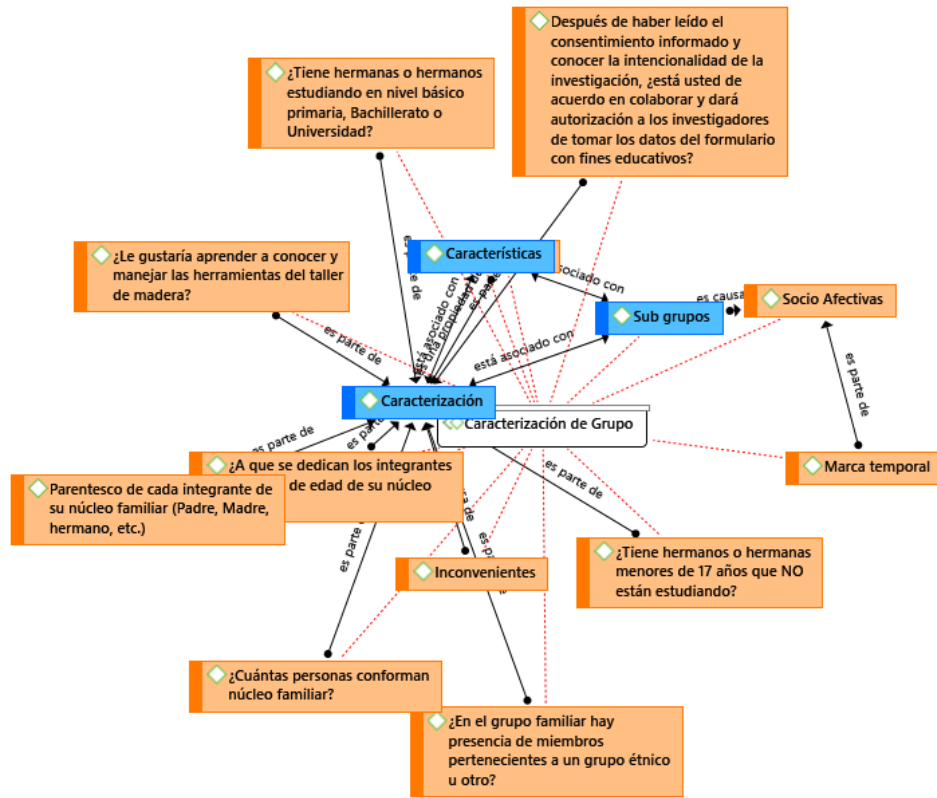 Después de haber leído el
consentimiento informado y
conocer la intencionalidad de la
investigación, ¿está usted de
acuerdo en colaborar y dará
autorización a los investigadores
de tomar los datos del formulario
con fines educativos?
¿Tiene hermanas o hermanos
estudiando en nivel básico
primaria, Bachillerato o
Universidad?
¿Le gustaría aprender a conocer y
manejar las herramientas del taller
de madera?
Características
Sub grupos
es causa
Socio Afectivas
está asociado con
es una propiedad de
está asociado con
es parte de
es parte de
Caracterización
Caracterización de Grupo
es parte de
es parte de
¿A que se dedican los integrantes
de edad de su núcleo
Parentesco de cada integrante de
su núcleo familiar (Padre, Madre,
hermano, etc.)
es parte de
Marca temporal
Inconvenientes
¿Tiene hermanos o hermanas
menores de 17 años que NO
están estudiando?
¿Cuántas personas conforman
núcleo familiar?
¿En el grupo familiar hay
presencia de miembros
pertenecientes a un grupo étnico
u otro?